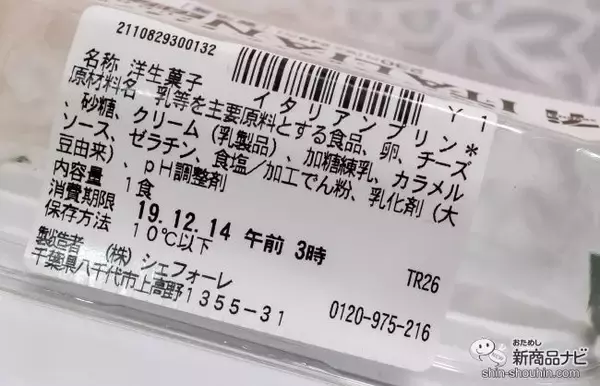 2110829300132
イタリアンプリン* Y 1
名称 洋生菓子
原材料名 乳等を主要原料とする食品、卵、チーズ
、砂糖、クリーム(乳製品)、加糖練乳、カラメル
ソース、ゼラチン、食塩/加工でん粉、乳化剤(大
豆由来)、pH調整剤
内容量 1食
消費期限 19.12.14 午前 3時
保存方法 10℃以下
TR26
製造者 (株)シェフォーレ
千葉県八千代市上高野1355-31 0120-975-216
ITALIAN
おためし
新商品ナビ
shin-shouhin.com